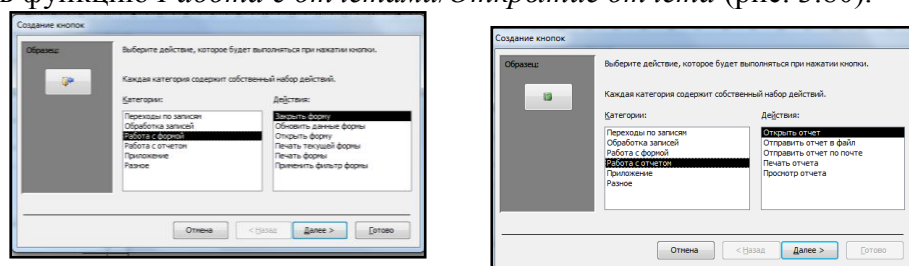 в функцию Работа с отчетами/Открытие отчета (рис. 3.80).
Создание кнопок
Образец:
Выберите действие, которое будет выполняться при нажатии кнопки.
Каждая категория содержит собственный набор действий.
Категории:
Действия:
Переходы по записям
Обработка записей
Работа с формой
Работа с отчетом
Приложение
Разное
Закрыть форму
Обновить данные формы
Открыть форму
Печать текущей формы
Печать формы
Применить фильтр формы
Отмена
< Назад
Далее >
Готово
Создание кнопок
Образец:
Выберите действие, которое будет выполняться при нажатии кнопки.
Каждая категория содержит собственный набор действий.
Категории:
Действия:
Переходы по записям
Обработка записей
Работа с формой
Работа с отчетом
Приложение
Разное
Открыть отчет
Отправить отчет в файл
Отправить отчет по почте
Печать отчета
Просмотр отчета
Отмена
< Назад
Далее >
Готово